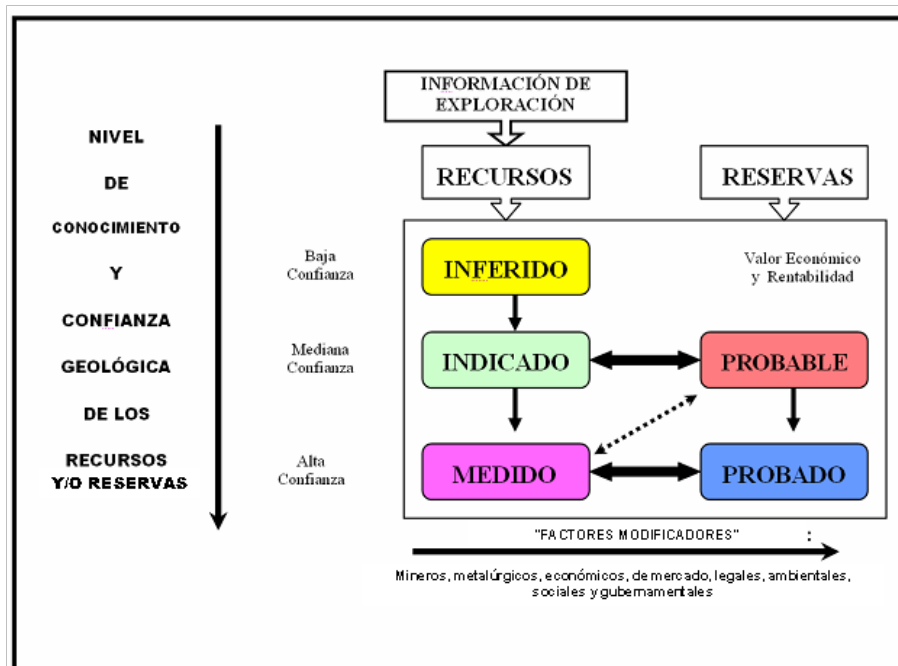 INFORMACIÓN DE
EXPLORACIÓN
RECURSOS
RESERVAS
NIVEL
DE
CONOCIMIENTO
Y
CONFIANZA
GEOLÓGICA
DE LOS
RECURSOS
Y/O RESERVAS
Baja
Confianza
INFERIDO
Valor Económico
y Rentabilidad
Mediana
Confianza
INDICADO
PROBABLE
Alta
Confianza
MEDIDO
PROBADO
"FACTORES MODIFICADORES" :
Mineros, metalúrgicos, económicos, de mercado, legales, ambientales,
sociales y gubernamentales